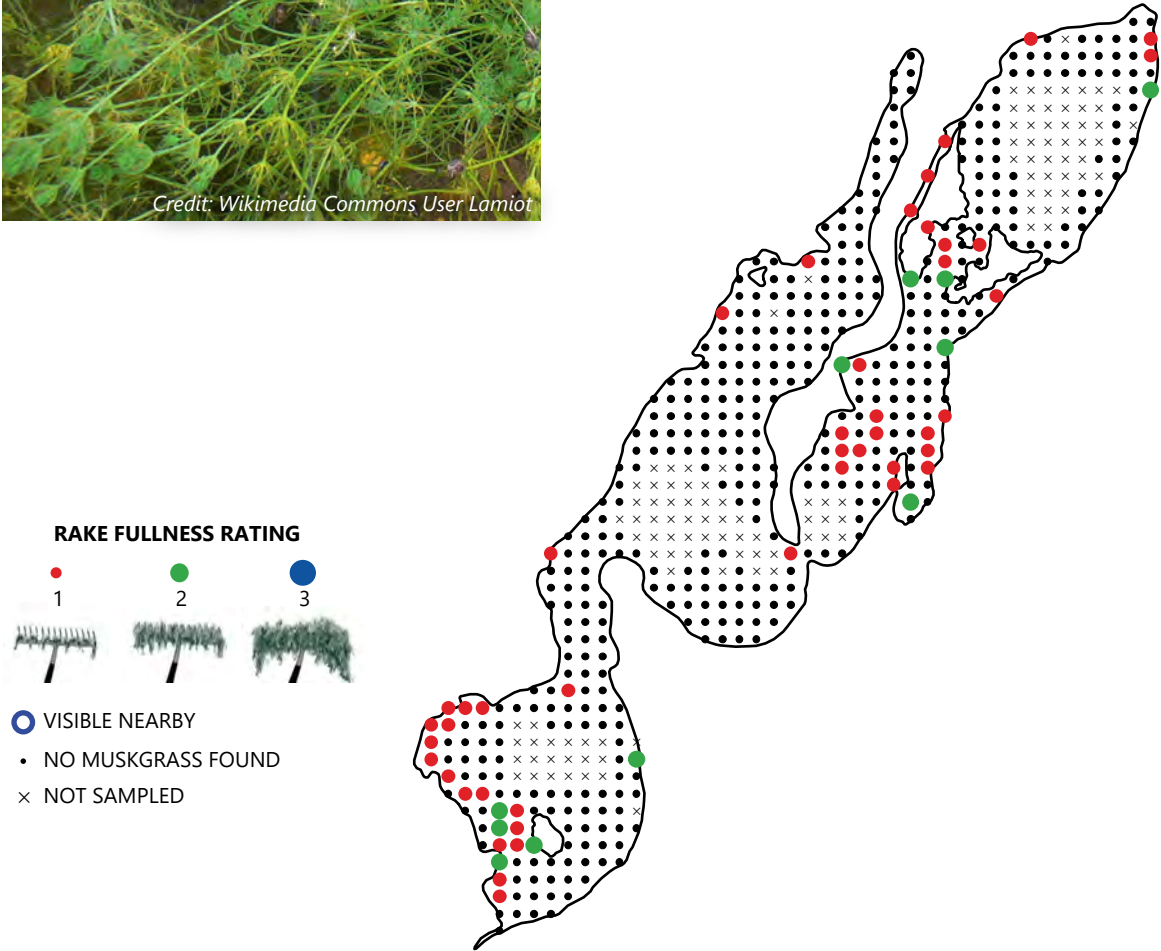 Credit: Wikimedia Commons User Lamiot
RAKE FULLNESS RATING
1 2 3
VISIBLE NEARBY
NO MUSKGRASS FOUND
NOT SAMPLED